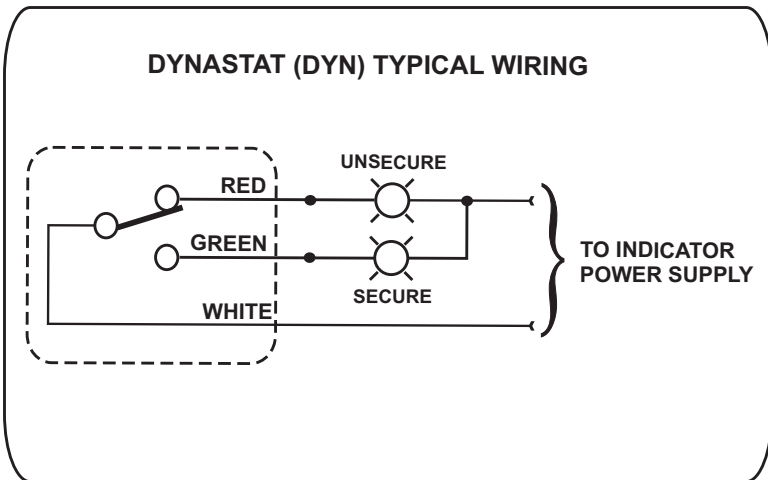 DYNASTAT (DYN) TYPICAL WIRING
UNSECURE
RED
GREEN
SECURE
WHITE
TO INDICATOR
POWER SUPPLY